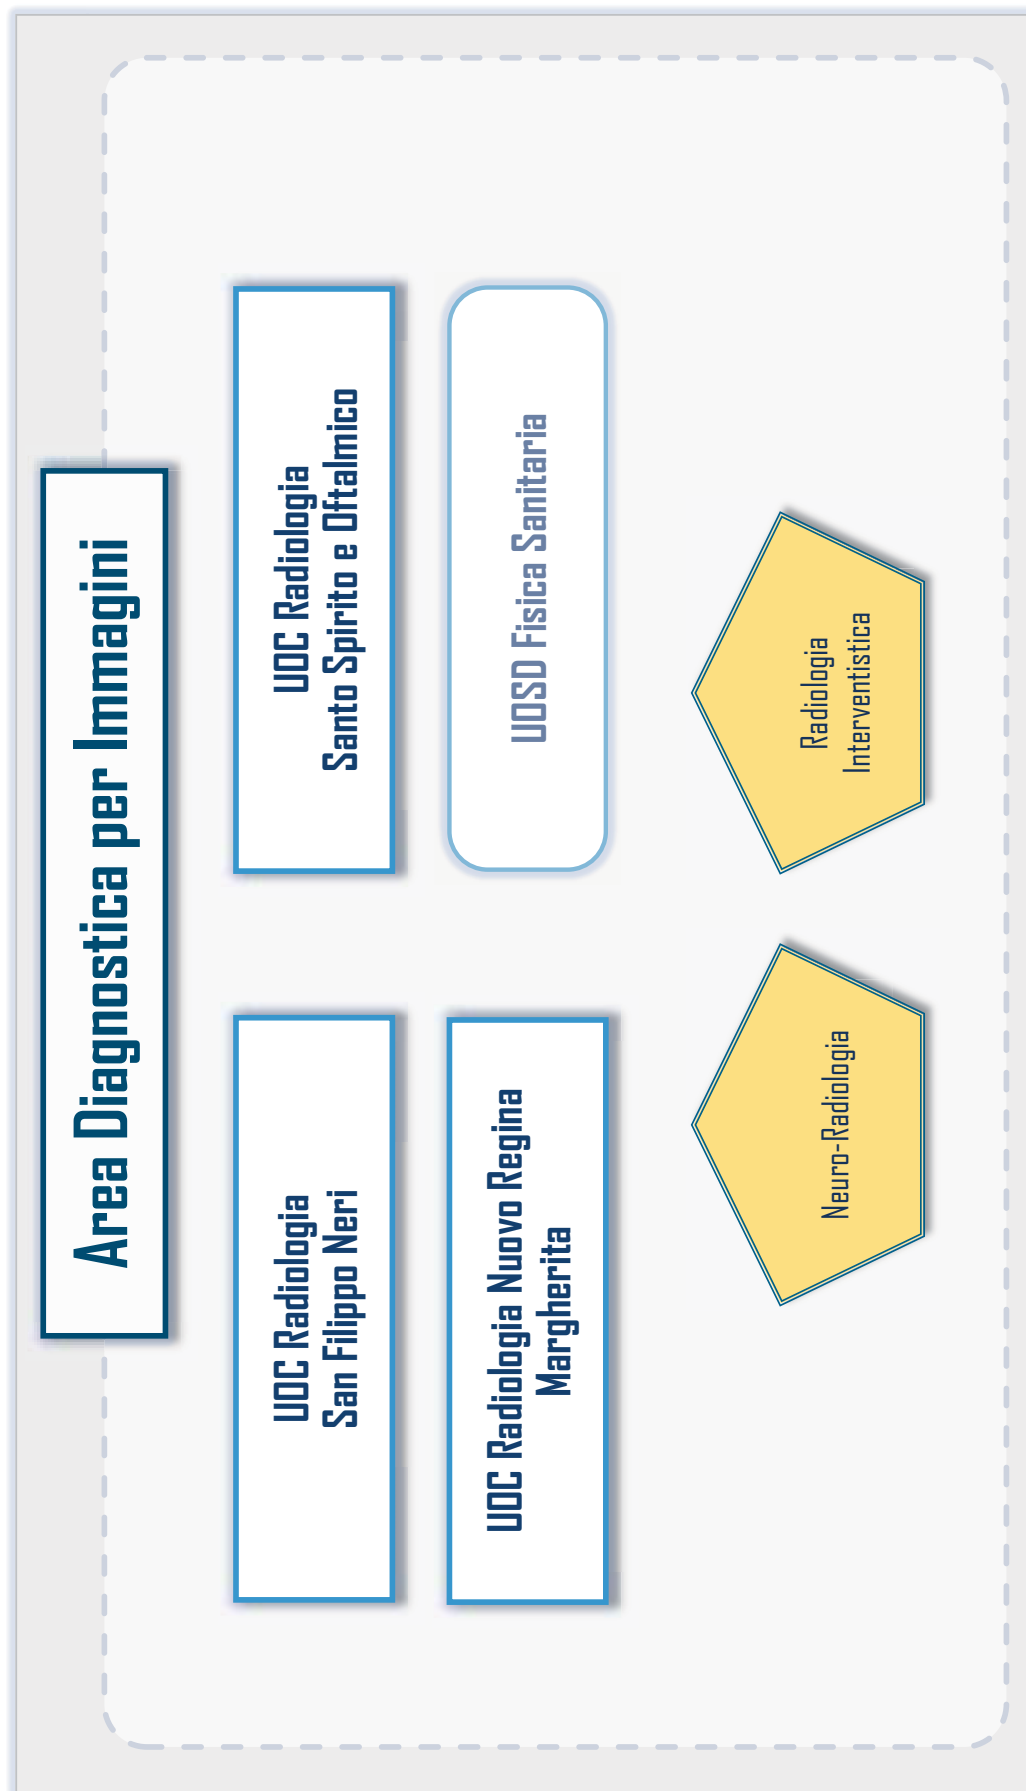 Area Diagnostica per Immagini
UOC Radiologia
San Filippo Neri
UOC Radiologia
Santo Spirito e Oftalmico
UOC Radiologia Nuovo Regina
Margherita
UOSD Fisica Sanitaria
Neuro-Radiologia
Radiologia
Interventistica